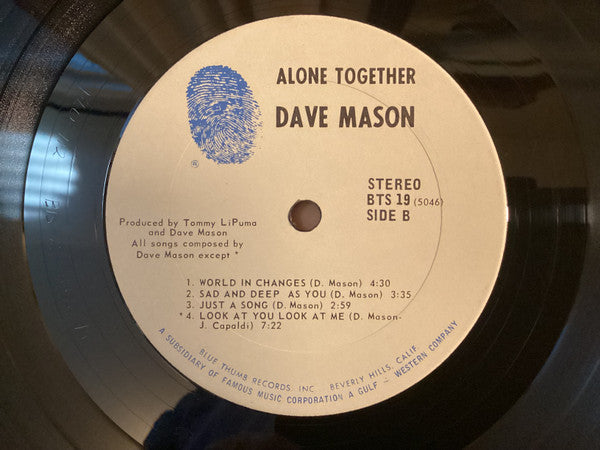 ALONE TOGETHER
DAVE MASON
®
STEREO
BTS 19 (5046)
SIDE B
Produced by Tommy LiPuma
and Dave Mason
All songs composed by
Dave Mason except *
1. WORLD IN CHANGES (D. Mason) 4:30
2. SAD AND DEEP AS YOU (D. Mason) 3:35
3. JUST A SONG (D. Mason) 2:59
*4. LOOK AT YOU LOOK AT ME (D. Mason-
J. Capaldi) 7:22
BLUE THUMB RECORDS, INC. BEVERLY HILLS, CALIF.
A SUBSIDIARY OF FAMOUS MUSIC CORPORATION A GULF - WESTERN COMPANY